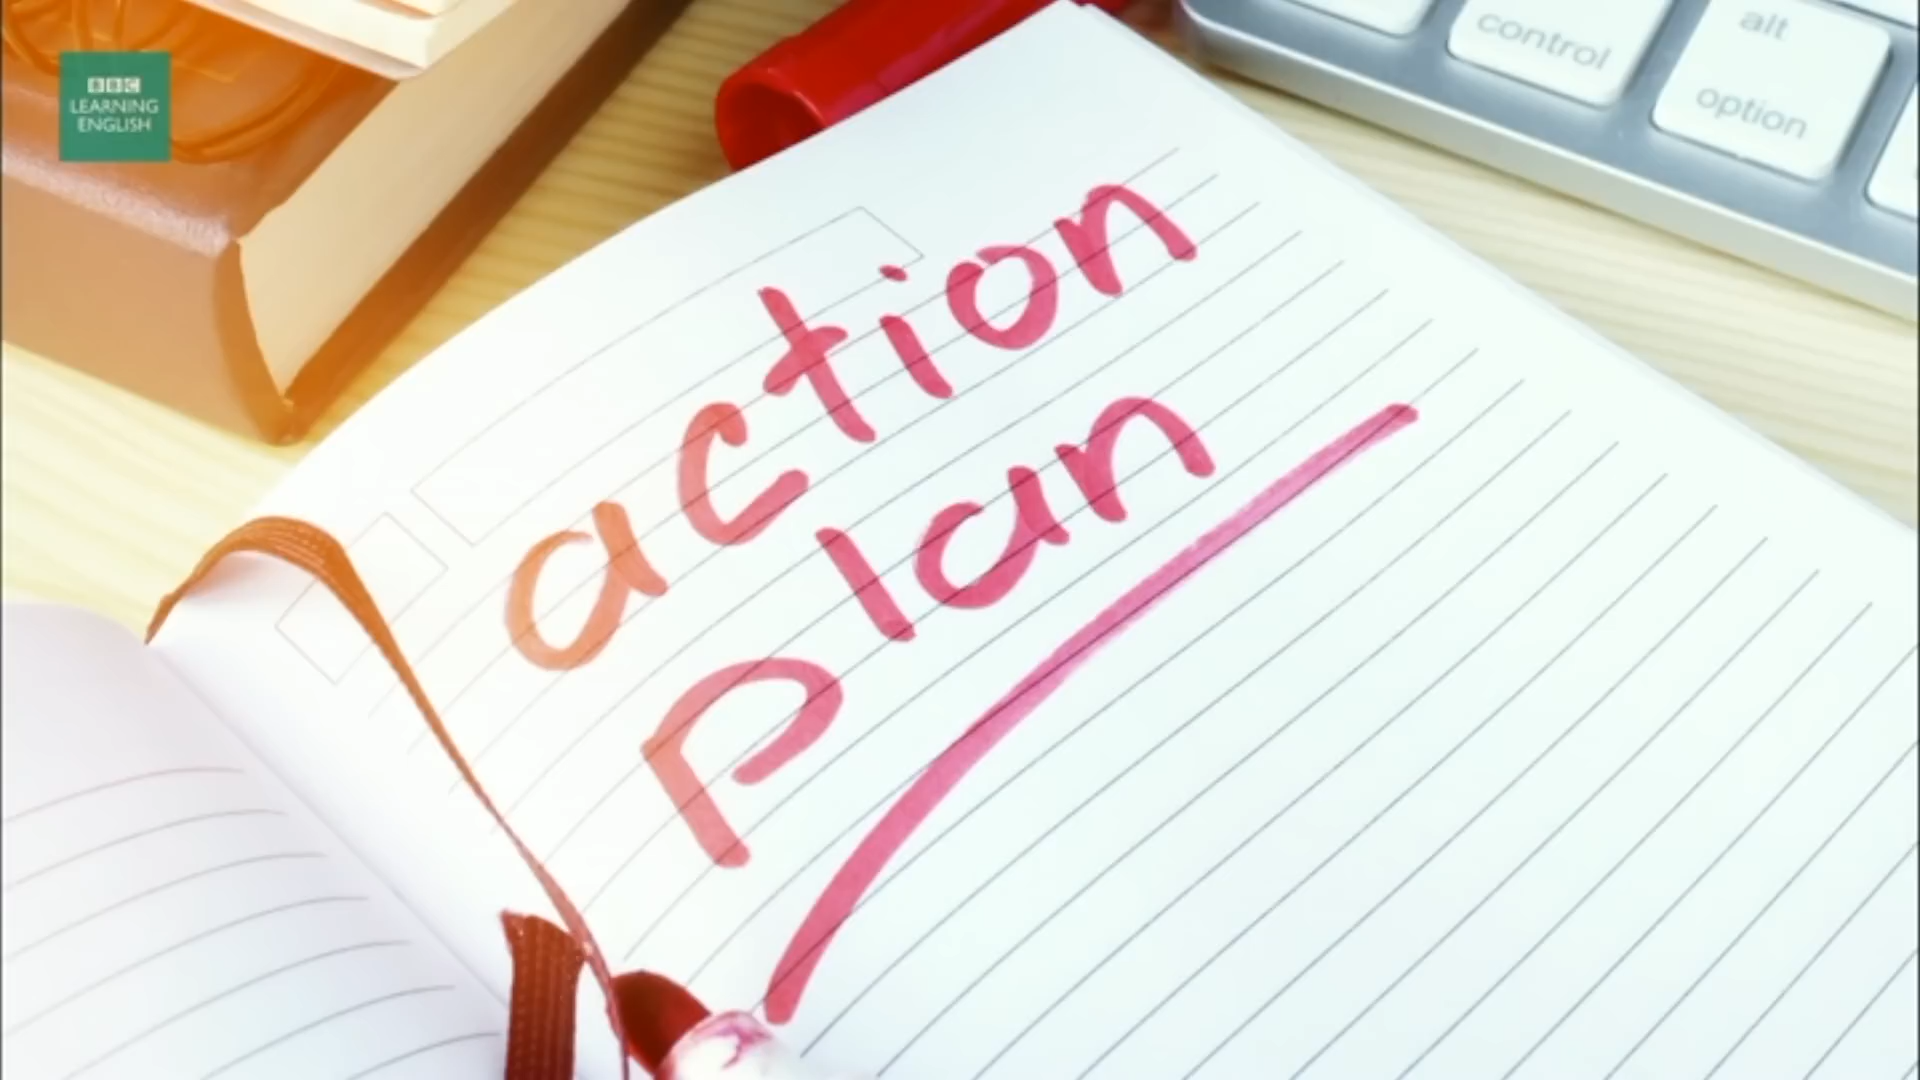 BBC
LEARNING
ENGLISH
control
alt
option
action
plan